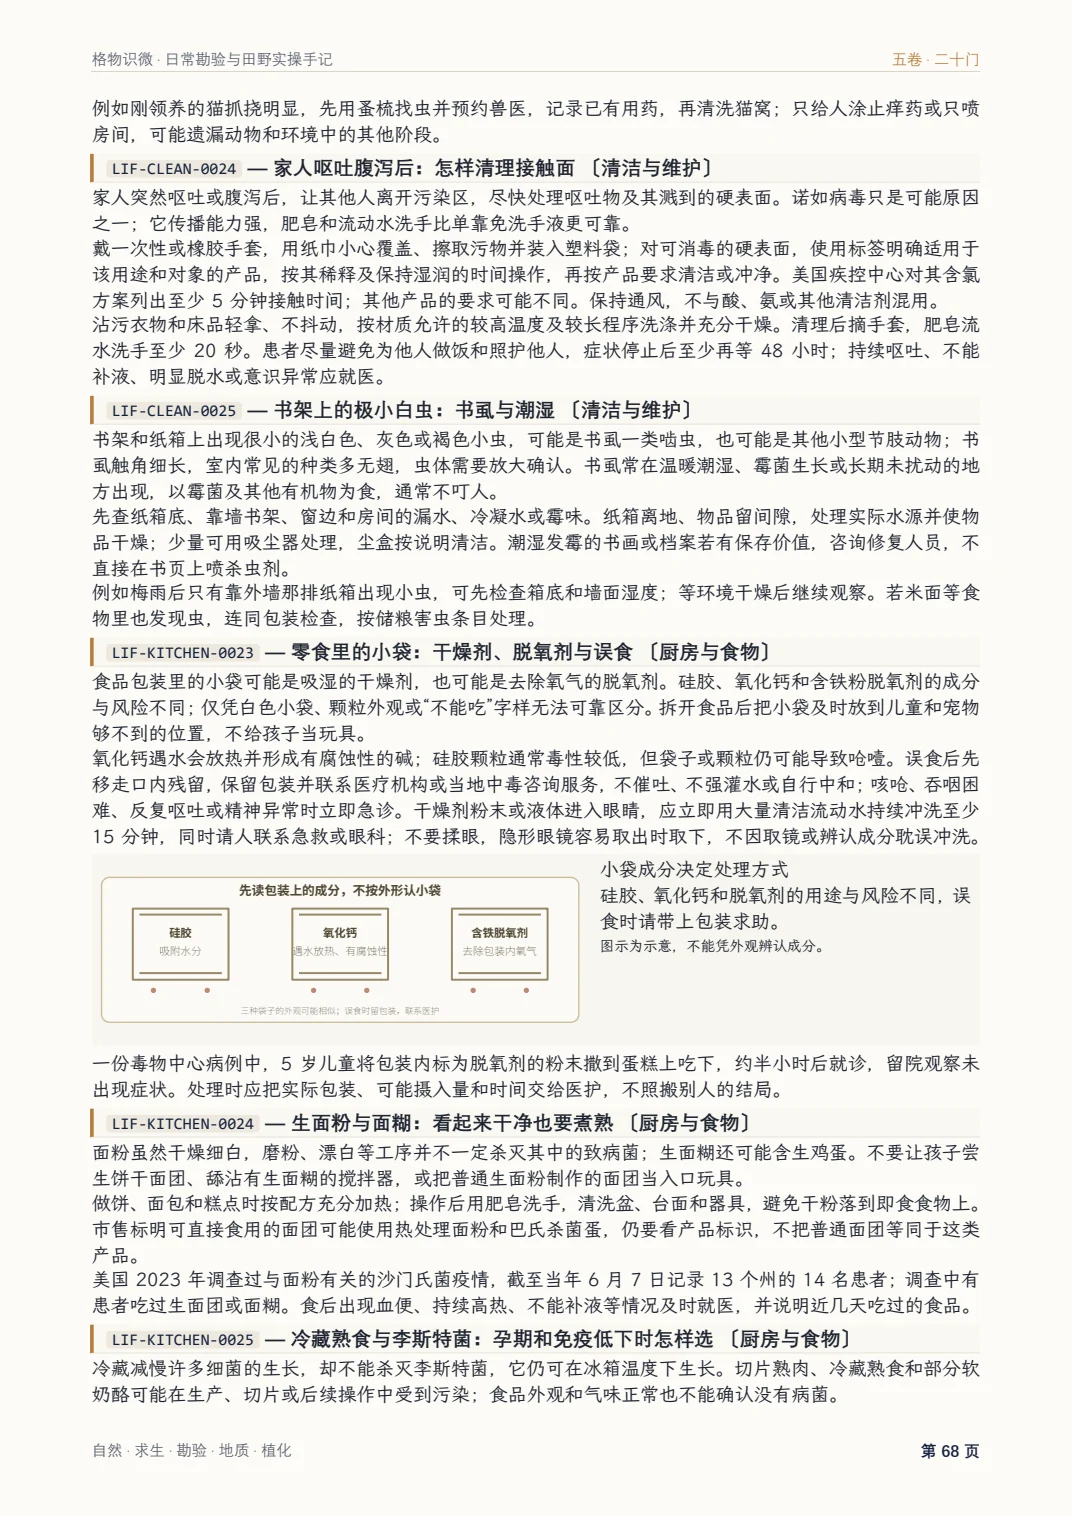 格物识微 · 日常勘验与田野实操手记
五卷 · 二十门
例如刚领养的猫抓挠明显，先用蚤梳找虫并预约兽医，记录已有用药，再清洗猫窝；只给人涂止痒药或只喷
房间，可能遗漏动物和环境中的其他阶段。
LIF-CLEAN-0024 — 家人呕吐腹泻后：怎样清理接触面 〔清洁与维护〕
家人突然呕吐或腹泻后，让其他人离开污染区，尽快处理呕吐物及其溅到的硬表面。诺如病毒只是可能原因
之一；它传播能力强，肥皂和流动水洗手比单靠免洗手液更可靠。
戴一次性或橡胶手套，用纸巾小心覆盖、擦取污物并装入塑料袋；对可消毒的硬表面，使用标签明确适用于
该用途和对象的产品，按其稀释及保持湿润的时间操作，再按产品要求清洁或冲净。美国疾控中心对其含氯
方案列出至少 5 分钟接触时间；其他产品的要求可能不同。保持通风，不与酸、氨或其他清洁剂混用。
沾污衣物和床品轻拿、不抖动，按材质允许的较高温度及较长程序洗涤并充分干燥。清理后摘手套，肥皂流
水洗手至少 20 秒。患者尽量避免为他人做饭和照护他人，症状停止后至少再等 48 小时；持续呕吐、不能
补液、明显脱水或意识异常应就医。
LIF-CLEAN-0025 — 书架上的极小白虫：书虱与潮湿 〔清洁与维护〕
书架和纸箱上出现很小的浅白色、灰色或褐色小虫，可能是书虱一类啮虫，也可能是其他小型节肢动物；书
虱触角细长，室内常见的种类多无翅，虫体需要放大确认。书虱常在温暖潮湿、霉菌生长或长期未扰动的地
方出现，以霉菌及其他有机物为食，通常不叮人。
先查纸箱底、靠墙书架、窗边和房间的漏水、冷凝水或霉味。纸箱离地、物品留间隙，处理实际水源并使物
品干燥；少量可用吸尘器处理，尘盒按说明清洁。潮湿发霉的书画或档案若有保存价值，咨询修复人员，不
直接在书页上喷杀虫剂。
例如梅雨后只有靠外墙那排纸箱出现小虫，可先检查箱底和墙面湿度；等环境干燥后继续观察。若米面等食
物里也发现虫，连同包装检查，按储粮害虫条目处理。
LIF-KITCHEN-0023 — 零食里的小袋：干燥剂、脱氧剂与误食 〔厨房与食物〕
食品包装里的小袋可能是吸湿的干燥剂，也可能是去除氧气的脱氧剂。硅胶、氧化钙和含铁粉脱氧剂的成分
与风险不同；仅凭白色小袋、颗粒外观或“不能吃”字样无法可靠区分。拆开食品后把小袋及时放到儿童和宠物
够不到的位置，不给孩子当玩具。
氧化钙遇水会放热并形成有腐蚀性的碱；硅胶颗粒通常毒性较低，但袋子或颗粒仍可能导致呛噎。误食后先
移走口内残留，保留包装并联系医疗机构或当地中毒咨询服务，不催吐、不强灌水或自行中和；咳呛、吞咽困
难、反复呕吐或精神异常时立即急诊。干燥剂粉末或液体进入眼睛，应立即用大量清洁流动水持续冲洗至少
15 分钟，同时请人联系急救或眼科；不要揉眼，隐形眼镜容易取出时取下，不因取镜或辨认成分耽误冲洗。
先读包装上的成分，不按外形认小袋
硅胶
吸附水分
氧化钙
遇水放热、有腐蚀性
含铁脱氧剂
去除包装内氧气
三种袋子的外观可能相似；误食时留包装，联系医护
小袋成分决定处理方式
硅胶、氧化钙和脱氧剂的用途与风险不同，误
食时请带上包装求助。
图示为示意，不能凭外观辨认成分。
一份毒物中心病例中，5 岁儿童将包装内标为脱氧剂的粉末撒到蛋糕上吃下，约半小时后就诊，留院观察未
出现症状。处理时应把实际包装、可能摄入量和时间交给医护，不照搬别人的结局。
LIF-KITCHEN-0024 — 生面粉与面糊：看起来干净也要煮熟 〔厨房与食物〕
面粉虽然干燥细白，磨粉、漂白等工序并不一定杀灭其中的致病菌；生面糊还可能含生鸡蛋。不要让孩子尝
生饼干面团、舔沾有生面糊的搅拌器，或把普通生面粉制作的面团当入口玩具。
做饼、面包和糕点时按配方充分加热；操作后用肥皂洗手，清洗盆、台面和器具，避免干粉落到即食食物上。
市售标明可直接食用的面团可能使用热处理面粉和巴氏杀菌蛋，仍要看产品标识，不把普通面团等同于这类
产品。
美国 2023 年调查过与面粉有关的沙门氏菌疫情，截至当年 6 月 7 日记录 13 个州的 14 名患者；调查中有
患者吃过生面团或面糊。食后出现血便、持续高热、不能补液等情况及时就医，并说明近几天吃过的食品。
LIF-KITCHEN-0025 — 冷藏熟食与李斯特菌：孕期和免疫低下时怎样选 〔厨房与食物〕
冷藏减慢许多细菌的生长，却不能杀灭李斯特菌，它仍可在冰箱温度下生长。切片熟肉、冷藏熟食和部分软
奶酪可能在生产、切片或后续操作中受到污染；食品外观和气味正常也不能确认没有病菌。
自然 · 求生 · 勘验 · 地质 · 植化
第 68 页